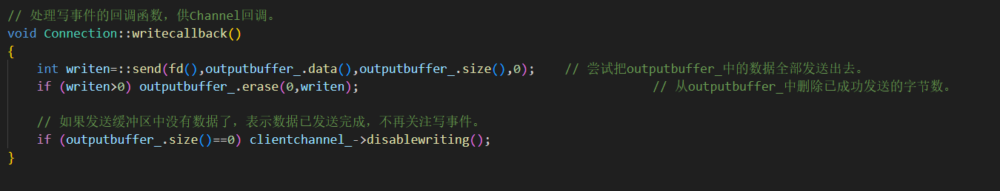 // 处理写事件的回调函数，供Channel回调。
void Connection::writecallback()
{
    int writen=::send(fd(),outputbuffer_.data(),outputbuffer_.size(),0);    // 尝试把outputbuffer_中的数据全部发送出去。
    if (writen>0) outputbuffer_.erase(0,writen);                                        // 从outputbuffer_中删除已成功发送的字节数。
    // 如果发送缓冲区中没有数据了，表示数据已发送完成，不再关注写事件。
    if (outputbuffer_.size()==0) clientchannel_->disablewriting();
}